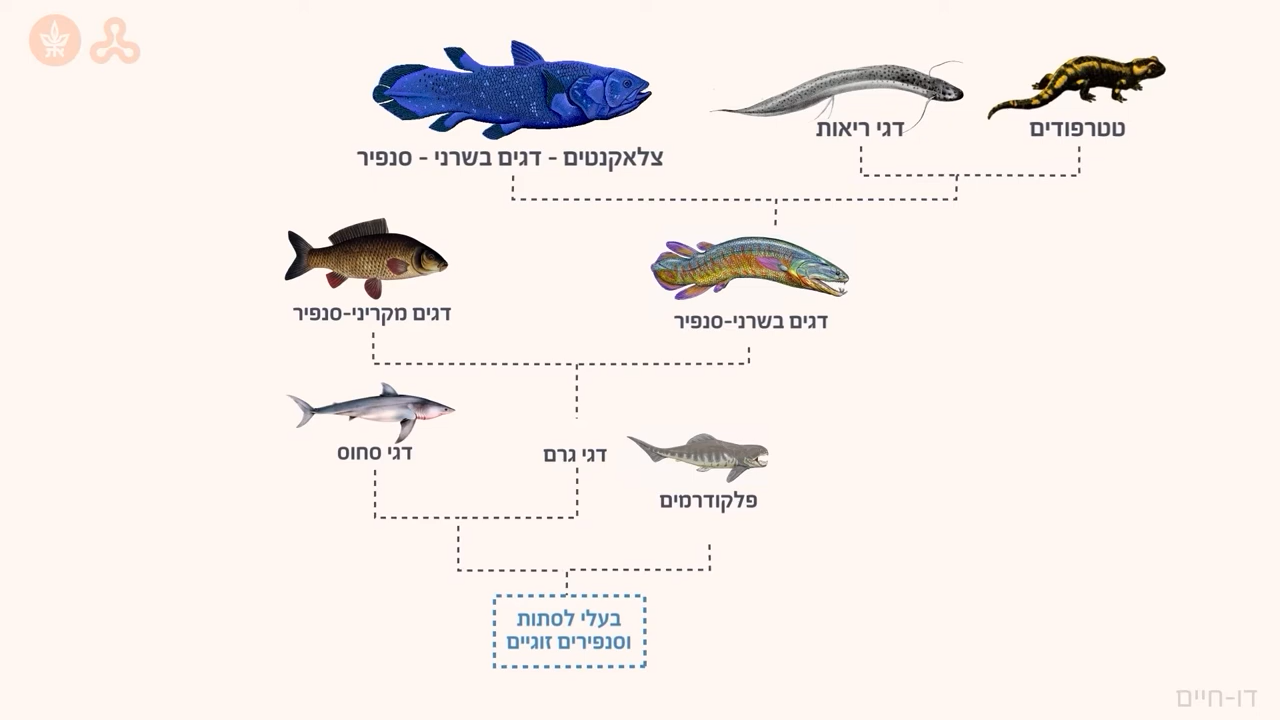 טטרפודים
דגי ריאות
צלאקנטים - דגים בשרני - סנפיר
דגים בשרני-סנפיר
דגים מקריני-סנפיר
דגי סחוס
דגי גרם
פלקודרמים
בעלי לסתות
וסנפירים זוגיים
דו-חיים